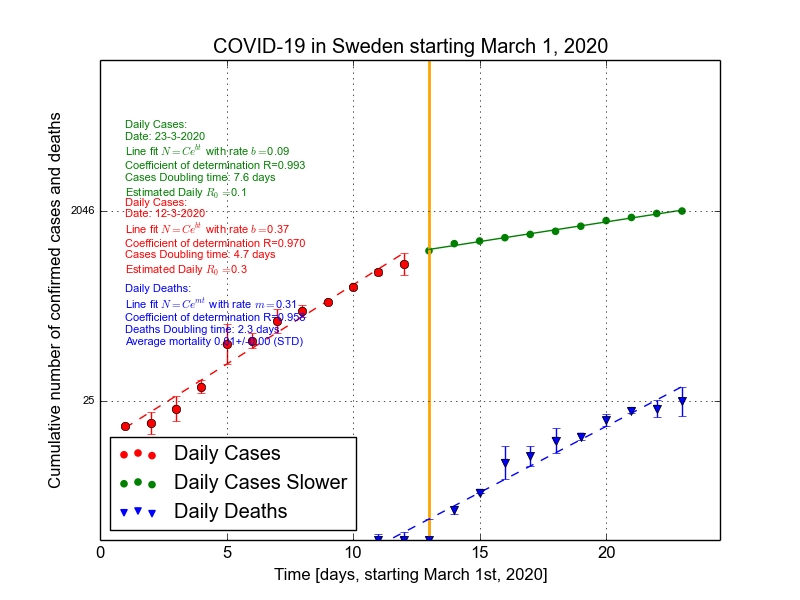 COVID-19 in Sweden starting March 1, 2020
Cumulative number of confirmed cases and deaths
Daily Cases:
Date: 23-3-2020
Line fit N=Ce^{bt} with rate b=0.09
Coefficient of determination R=0.993
Cases Doubling time: 7.6 days
Estimated Daily R_0=0.1
Daily Cases:
Date: 12-3-2020
Line fit N=Ce^{bt} with rate b=0.37
Coefficient of determination R=0.970
Cases Doubling time: 4.7 days
Estimated Daily R_0=0.3
Daily Deaths:
Line fit N=Ce^{mt} with rate m=0.31
Coefficient of determination R=0.958
Deaths Doubling time: 2.3 days
Average mortality 0.01+/-0.00 (STD)
2046
25
Daily Cases
Daily Cases Slower
Daily Deaths
0 5 10 15 20
Time [days, starting March 1st, 2020]